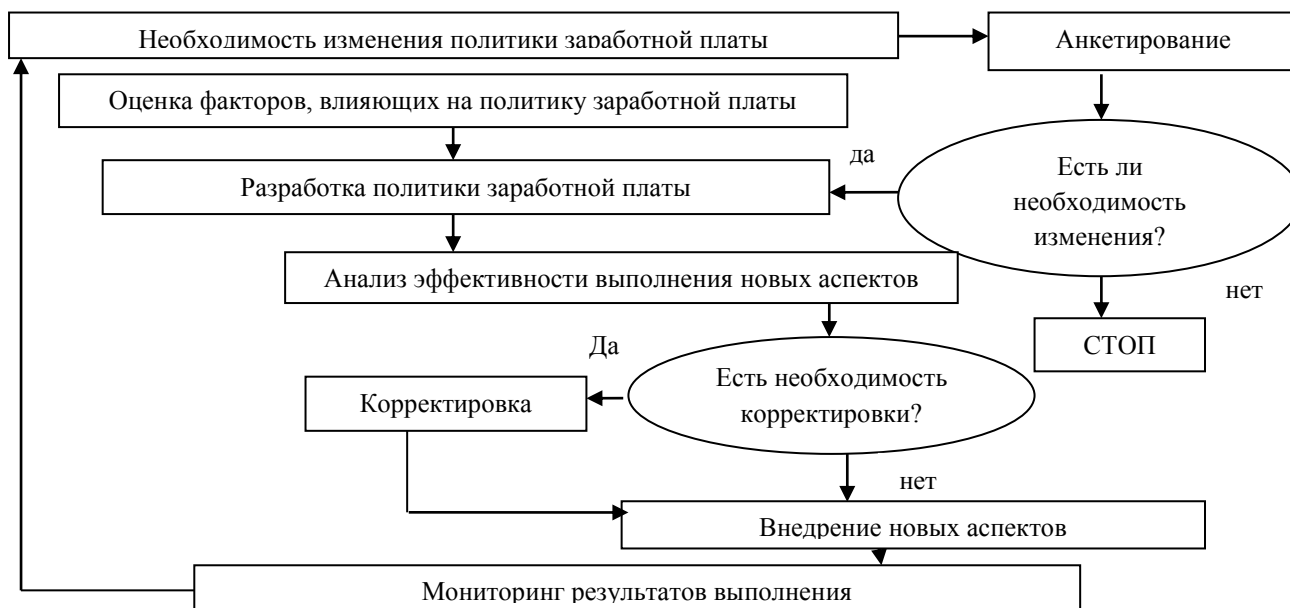 Необходимость изменения политики заработной платы
Анкетирование
Оценка факторов, влияющих на политику заработной платы
да
Есть ли
необходимость
изменения?
Разработка политики заработной платы
Анализ эффективности выполнения новых аспектов
нет
СТОП
Да
Есть необходимость
корректировки?
Корректировка
нет
Внедрение новых аспектов
Мониторинг результатов выполнения